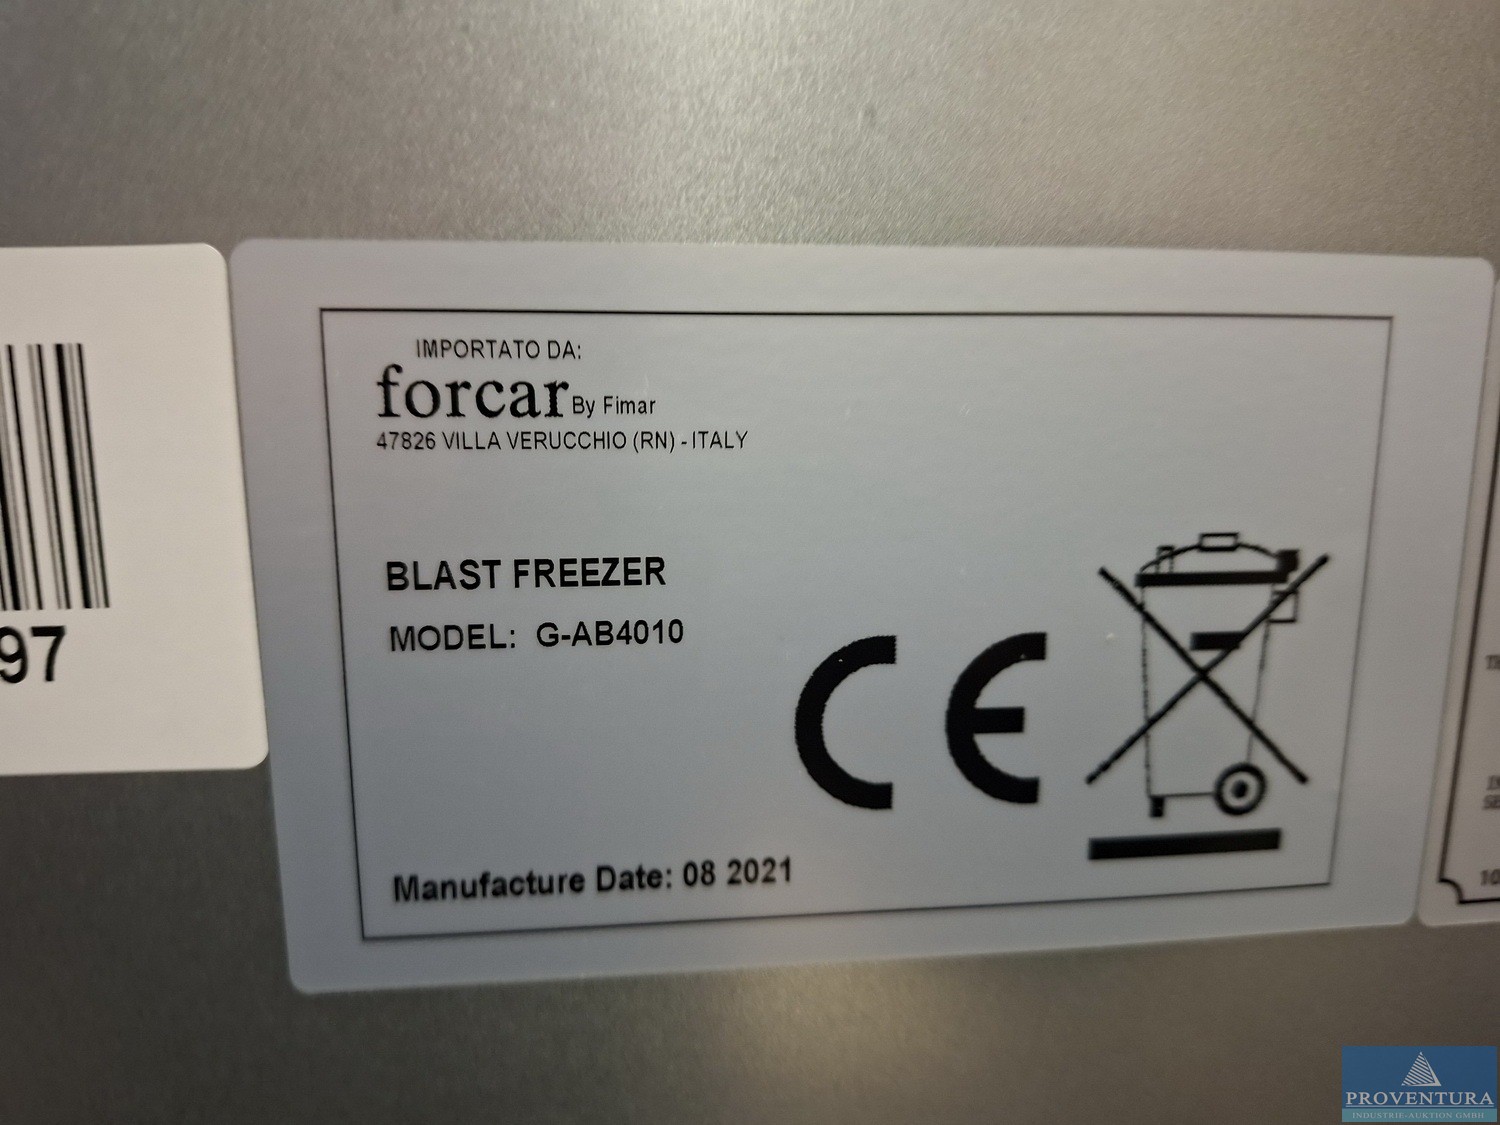 IMPORTATO DA:
forcar By Fimar
47826 VILLA VERUCCHIO (RN) - ITALY
BLAST FREEZER
MODEL: G-AB4010
CE
Manufacture Date: 08 2021
97
10
PROVENTURA
INDUSTRIE-AUKTION GMBH